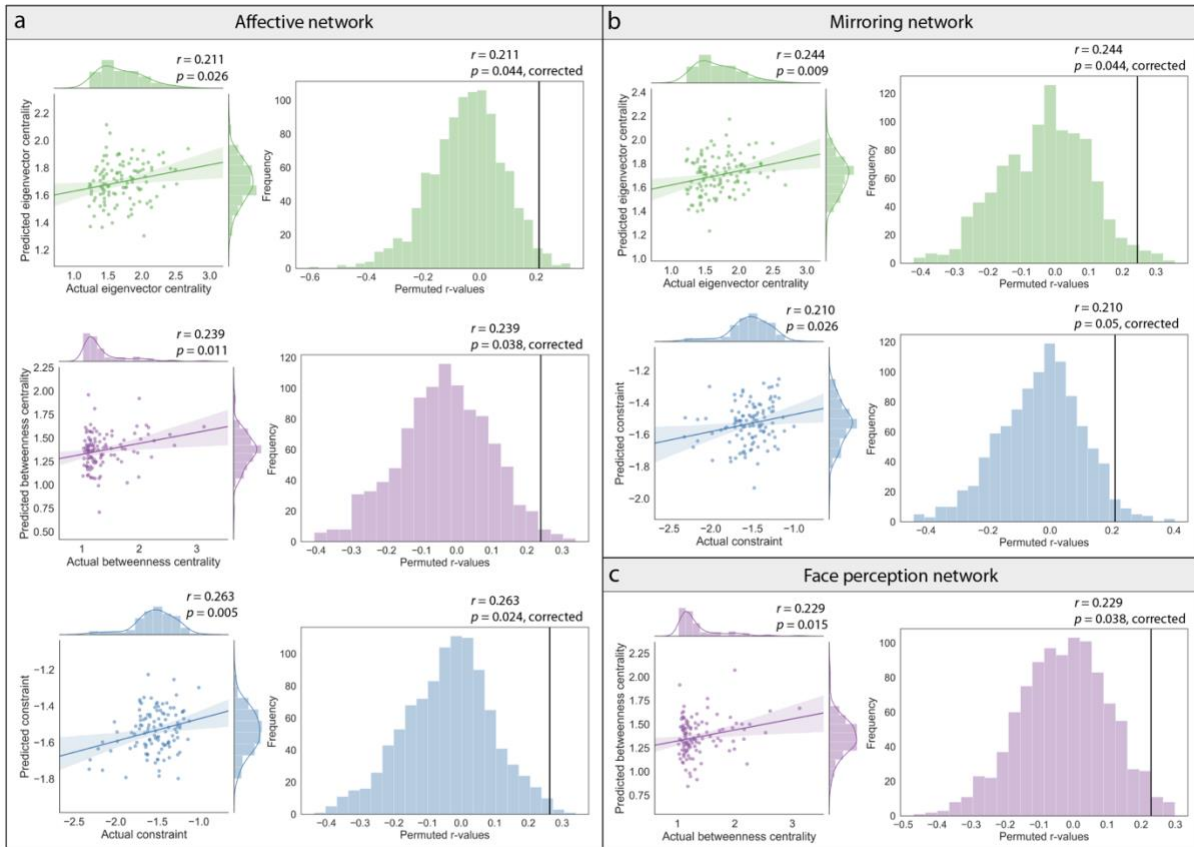 a
Affective network
r = 0.211
p = 0.026
Predicted eigenvector centrality
2.2
2.0
1.8
1.6
1.4
1.2
1.0 1.5 2.0 2.5 3.0
Actual eigenvector centrality
r = 0.211
p = 0.044, corrected
Frequency
100
80
60
40
20
0
−0.6 −0.4 −0.2 0.0 0.2
Permuted r-values
r = 0.239
p = 0.011
Predicted betweenness centrality
2.25
2.00
1.75
1.50
1.25
1.00
0.75
0.50
1 2 3
Actual betweenness centrality
r = 0.239
p = 0.038, corrected
Frequency
120
100
80
60
40
20
0
−0.4 −0.3 −0.2 −0.1 0.0 0.1 0.2 0.3
Permuted r-values
r = 0.263
p = 0.005
Predicted constraint
−1.2
−1.4
−1.6
−1.8
−2.5 −2.0 −1.5 −1.0
Actual constraint
r = 0.263
p = 0.024, corrected
Frequency
100
80
60
40
20
0
−0.4 −0.3 −0.2 −0.1 0.0 0.1 0.2 0.3
Permuted r-values
b
Mirroring network
r = 0.244
p = 0.009
Predicted eigenvector centrality
2.4
2.2
2.0
1.8
1.6
1.4
1.2
1.0
1.0 1.5 2.0 2.5 3.0
Actual eigenvector centrality
r = 0.244
p = 0.044, corrected
Frequency
120
100
80
60
40
20
0
−0.4 −0.3 −0.2 −0.1 0.0 0.1 0.2 0.3
Permuted r-values
r = 0.210
p = 0.026
Predicted constraint
−1.2
−1.4
−1.6
−1.8
−2.0
−2.5 −2.0 −1.5 −1.0
Actual constraint
r = 0.210
p = 0.05, corrected
Frequency
120
100
80
60
40
20
0
−0.4 −0.2 0.0 0.2 0.4
Permuted r-values
c
Face perception network
r = 0.229
p = 0.015
Predicted betweenness centrality
2.25
2.00
1.75
1.50
1.25
1.00
0.75
1 2 3
Actual betweenness centrality
r = 0.229
p = 0.038, corrected
Frequency
100
80
60
40
20
0
−0.5 −0.4 −0.3 −0.2 −0.1 0.0 0.1 0.2 0.3
Permuted r-values